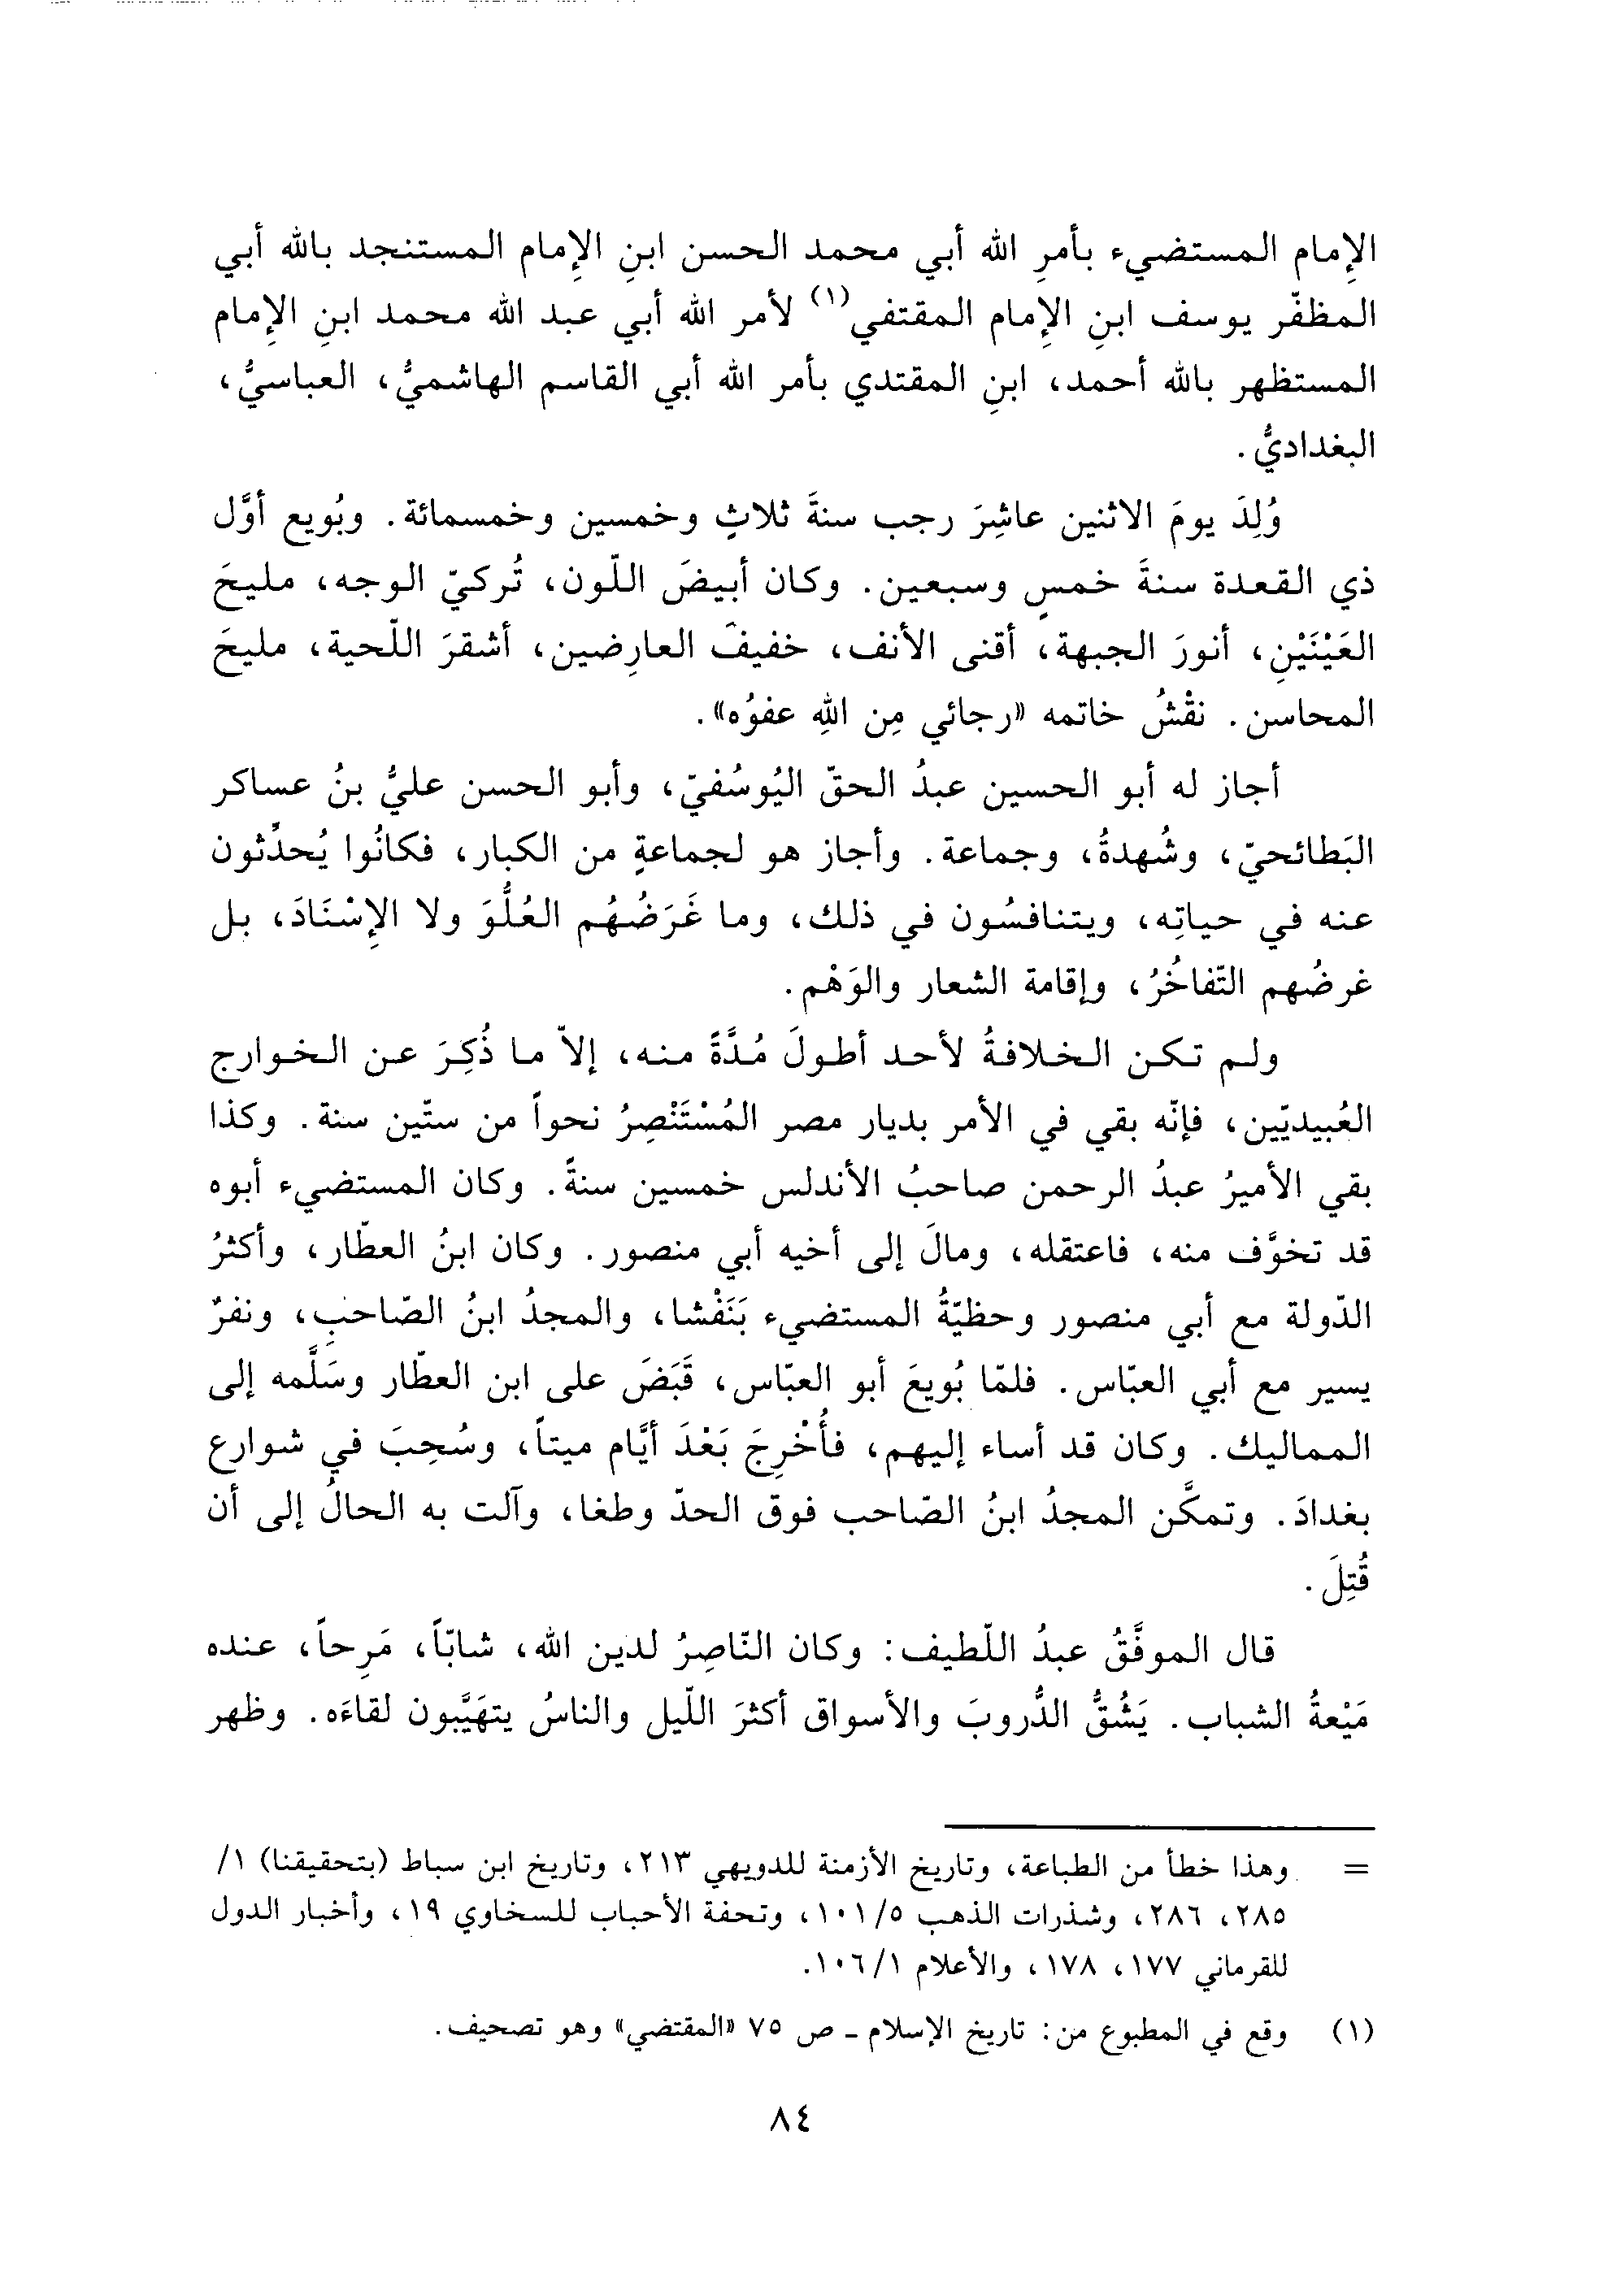 الإِمام المستضيء بأمرِ الله أبي محمد الحسن ابنِ الإِمام المستنجد بالله أبي
المظفّر يوسف ابنِ الإِمام المقتفي(١) لأمر الله أبي عبد الله محمد ابنِ الإِمام
المستظهر بالله أحمد، ابنِ المقتدي بأمر الله أبي القاسم الهاشميُّ، العباسيُّ،
البغداديُّ.
وُلِدَ يومَ الاثنين عاشِرَ رجب سنةَ ثلاثٍ وخمسين وخمسمائة. وبُويع أوَّل
ذي القعدة سنةَ خمسٍ وسبعين. وكان أبيضَ اللّون، تُركيّ الوجه، مليحَ
العَيْنَيْنِ، أنورَ الجبهة، أقنى الأنف، خفيفَ العارِضين، أشقرَ اللّحية، مليحَ
المحاسن. نقْشُ خاتمه «رجائي مِن اللهِ عفوُه».
أجاز له أبو الحسين عبدُ الحقّ اليُوسُفيّ، وأبو الحسن عليُّ بنُ عساكر
البَطائحيّ، وشُهدةُ، وجماعة. وأجاز هو لجماعةٍ من الكبار، فكانُوا يُحدِّثون
عنه في حياتِه، ويتنافسُون في ذلك، وما غَرَضُهُم العُلُّوَ ولا الإِسْنَادَ، بل
غرضُهم التّفاخُرُ، وإقامة الشعار والوَهْم.
ولم تكن الخلافةُ لأحد أطولَ مُدَّةً منه، إلاّ ما ذُكِرَ عن الخوارج
العُبيديّين، فإنّه بقي في الأمر بديار مصر المُسْتَنْصِرُ نحواً من ستّين سنة. وكذا
بقي الأميرُ عبدُ الرحمن صاحبُ الأندلس خمسين سنةً. وكان المستضيء أبوه
قد تخوَّف منه، فاعتقله، ومالَ إلى أخيه أبي منصور. وكان ابنُ العطّار، وأكثرُ
الدّولة مع أبي منصور وحظيّةُ المستضيء بَنَفْشا، والمجدُ ابنُ الصّاحبِ، ونفرٌ
يسير مع أبي العبّاس. فلمّا بُويعَ أبو العبّاس، قَبَضَ على ابن العطّار وسَلَّمه إلى
المماليك. وكان قد أساء إليهم، فأُخْرِجَ بَعْدَ أيَّام ميتاً، وسُحِبَ في شوارع
بغدادَ. وتمكَّن المجدُ ابنُ الصّاحب فوق الحدّ وطغا، وآلت به الحالُ إلى أن
قُتِلَ.
قال الموفَّقُ عبدُ اللّطيف: وكان النّاصِرُ لدين الله، شابّاً، مَرِحاً، عنده
مَيْعةُ الشباب. يَشُقُّ الدُّروبَ والأسواق أكثرَ اللّيل والناسُ يتهَيَّبون لقاءَه. وظهر
= وهذا خطأ من الطباعة، وتاريخ الأزمنة للدويهي ٢١٣، وتاريخ ابن سباط (بتحقيقنا) ١/
٢٨٥، ٢٨٦، وشذرات الذهب ١٠١/٥، وتحفة الأحباب للسخاوي ١٩، وأخبار الدول
للقرماني ١٧٧، ١٧٨، والأعلام ١٠٦/١.
(١) وقع في المطبوع من: تاريخ الإسلام ـ ص ٧٥ «المقتضي» وهو تصحيف.
٨٤